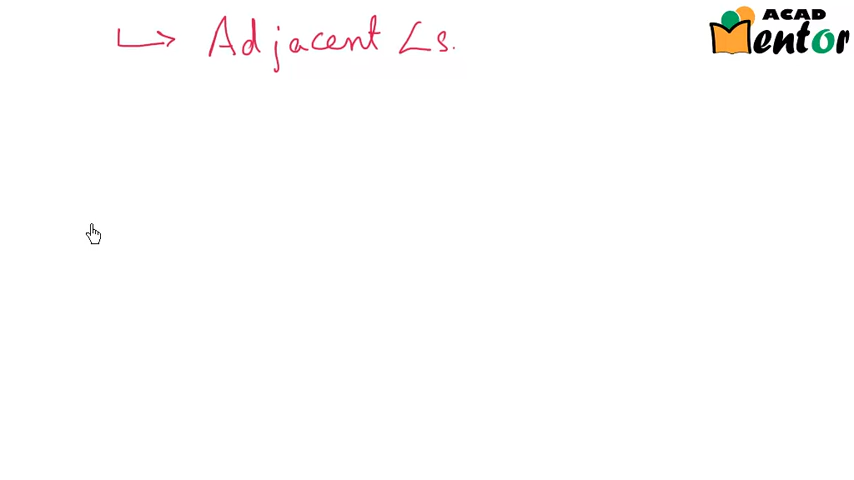 ↳ Adjacent ∠s.
ACAD
Mentor